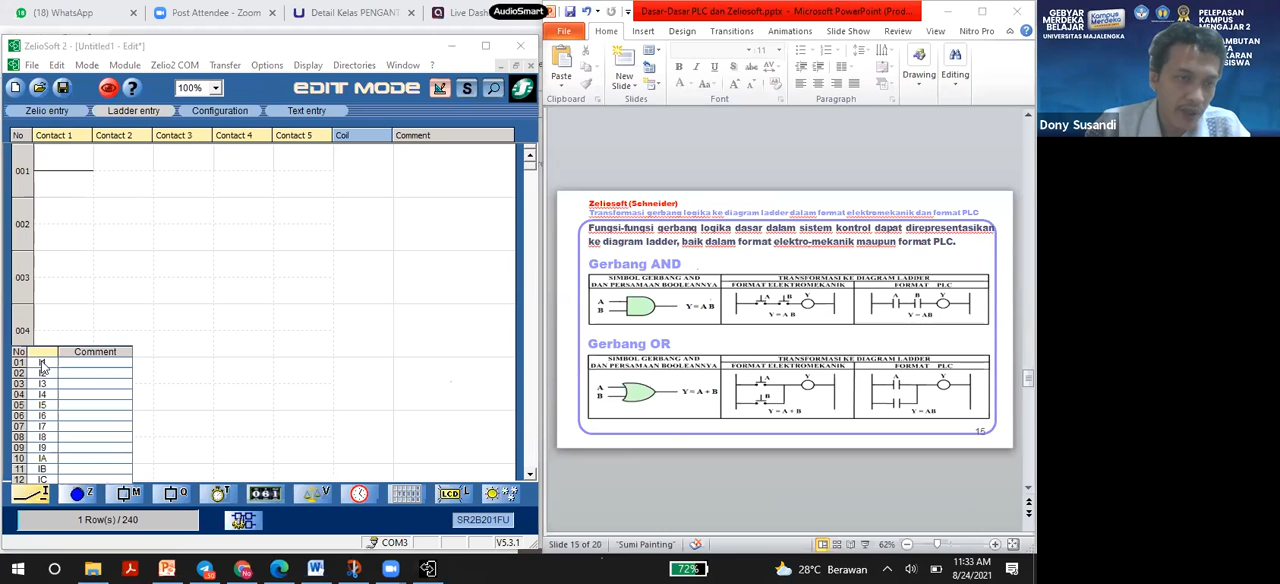 (18) WhatsApp
Post Attendee - Zoom
Detail Kelas PENGANT
Live Dash
AudioSmart
Dasar-Dasar PLC dan Zeliosoft.pptx - Microsoft PowerPoint (Prod...
ZelioSoft 2 - [Untitled1 - Edit*]
File Edit Mode Module Zelio2 COM Transfer Options Display Directories Window ?
100%
EDIT MODE
S
Zelio entry
Ladder entry
Configuration
Text entry
No Contact 1 Contact 2 Contact 3 Contact 4 Contact 5 Coil Comment
001
002
003
004
No Comment
01 I1
02 I2
03 I3
04 I4
05 I5
06 I6
07 I7
08 I8
09 I9
10 IA
11 IB
12 IC
I Z M Q T 061 V LCD L
1 Row(s) / 240
SR2B201FU
COM3
V5.3.1
File Home Insert Design Transitions Animations Slide Show Review View Nitro Pro
Paste
New
Slide
11
B I U S abc AV
A A A Aa
Drawing
Editing
Clipboard
Slides
Font
Paragraph
Zeliosoft (Schneider)
Transformasi gerbang logika ke diagram ladder dalam format elektromekanik dan format PLC
Fungsi-fungsi gerbang logika dasar dalam sistem kontrol dapat direpresentasikan
ke diagram ladder, baik dalam format elektro-mekanik maupun format PLC.
Gerbang AND
SIMBOL GERBANG AND
DAN PERSAMAAN BOOLEANNYA
TRANSFORMASI KE DIAGRAM LADDER
FORMAT ELEKTROMEKANIK
FORMAT PLC
A
B
Y = A B
A B Y
Y = A B
A B Y
Y = AB
Gerbang OR
SIMBOL GERBANG AND
DAN PERSAMAAN BOOLEANNYA
TRANSFORMASI KE DIAGRAM LADDER
FORMAT ELEKTROMEKANIK
FORMAT PLC
A
B
Y = A + B
A Y
B
Y = A + B
A Y
B
Y = AB
15
Slide 15 of 20
"Sumi Painting"
62%
GEBYAR
MERDEKA
BELAJAR
UNIVERSITAS MAJALENGKA
Kampus
Merdeka
PELEPASAN
KAMPUS
MENGAJAR 2
Dony Susandi
72%
28°C Berawan
11:33 AM
8/24/2021